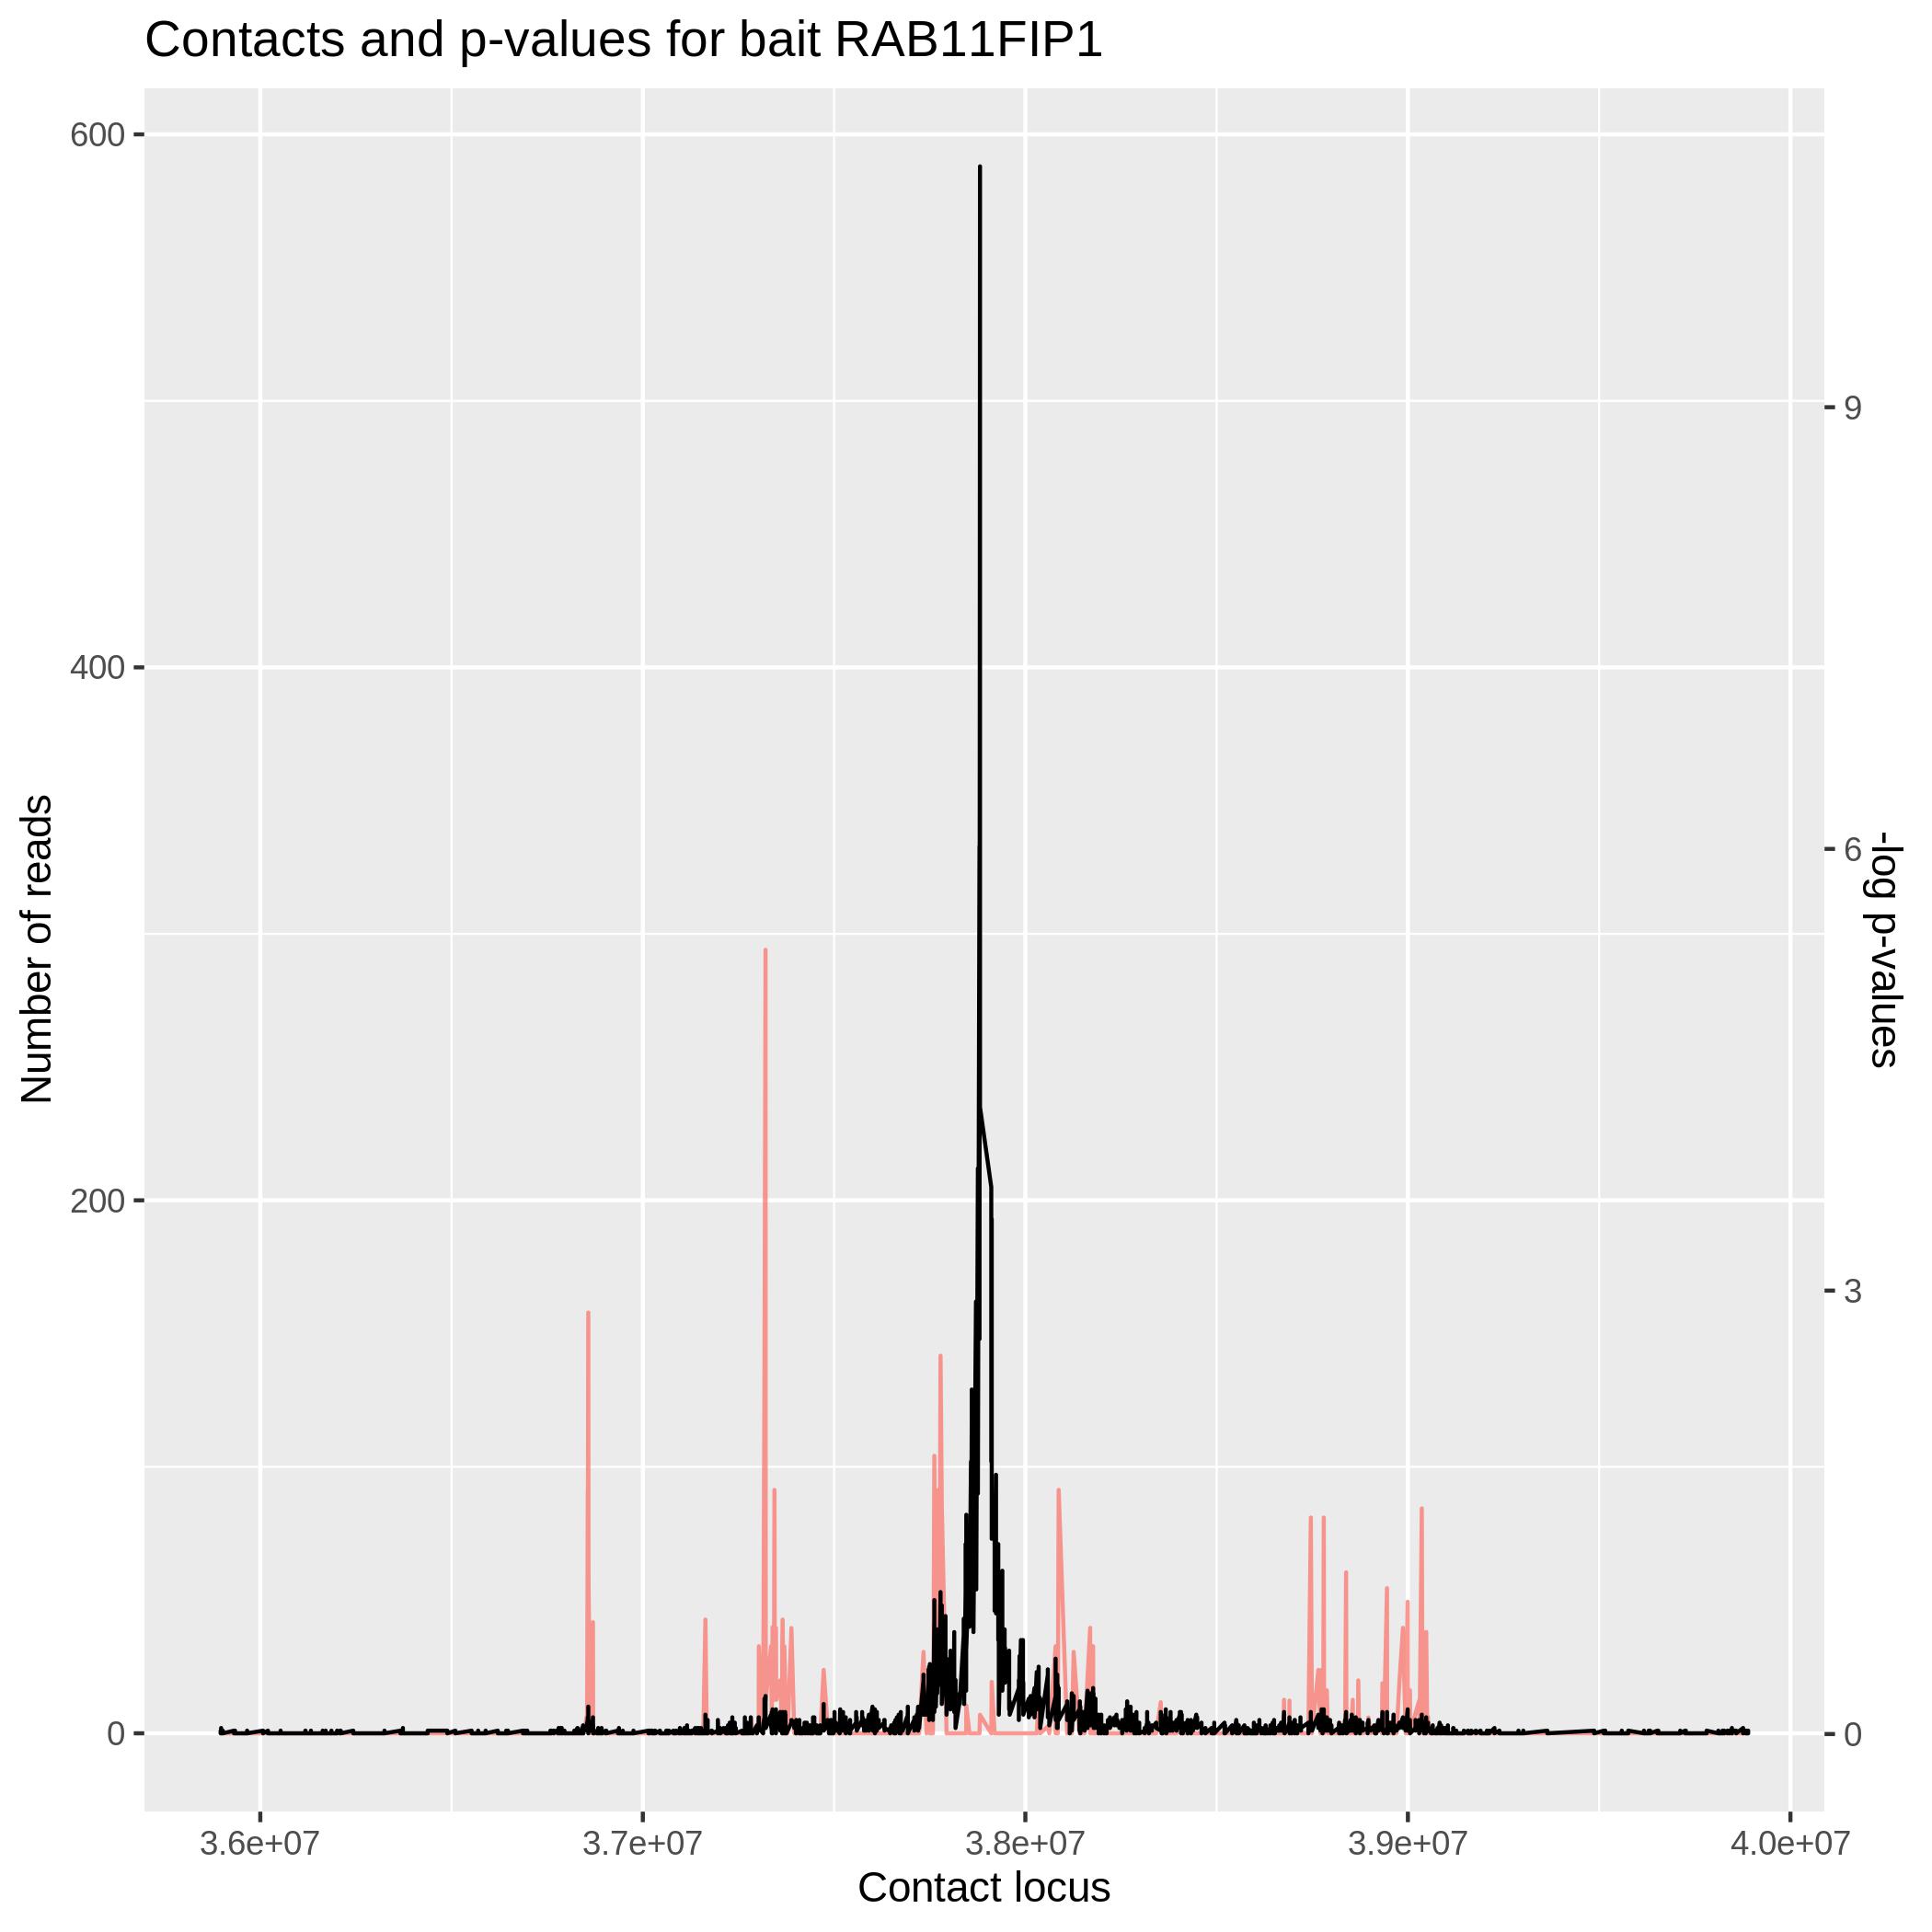 Contacts and p-values for bait RAB11FIP1
600
400
200
0
Number of reads
9
6
3
0
-log p-values
3.6e+07
3.7e+07
3.8e+07
3.9e+07
4.0e+07
Contact locus